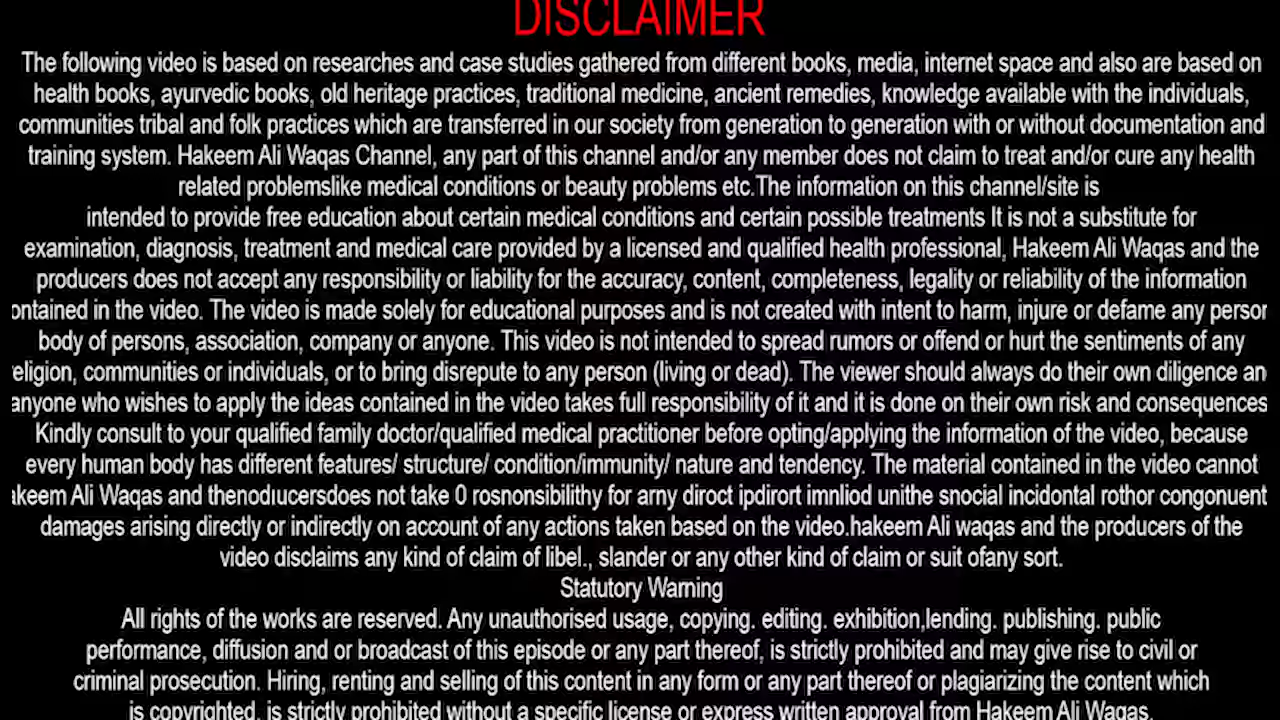 DISCLAIMER
The following video is based on researches and case studies gathered from different books, media, internet space and also are based on
health books, ayurvedic books, old heritage practices, traditional medicine, ancient remedies, knowledge available with the individuals,
communities tribal and folk practices which are transferred in our society from generation to generation with or without documentation and
training system. Hakeem Ali Waqas Channel, any part of this channel and/or any member does not claim to treat and/or cure any health
related problemslike medical conditions or beauty problems etc.The information on this channel/site is
intended to provide free education about certain medical conditions and certain possible treatments It is not a substitute for
examination, diagnosis, treatment and medical care provided by a licensed and qualified health professional, Hakeem Ali Waqas and the
producers does not accept any responsibility or liability for the accuracy, content, completeness, legality or reliability of the information
ontained in the video. The video is made solely for educational purposes and is not created with intent to harm, injure or defame any person
body of persons, association, company or anyone. This video is not intended to spread rumors or offend or hurt the sentiments of any
eligion, communities or individuals, or to bring disrepute to any person (living or dead). The viewer should always do their own diligence an
anyone who wishes to apply the ideas contained in the video takes full responsibility of it and it is done on their own risk and consequences
Kindly consult to your qualified family doctor/qualified medical practitioner before opting/applying the information of the video, because
every human body has different features/ structure/ condition/immunity/ nature and tendency. The material contained in the video cannot
akeem Ali Waqas and thenodıucersdoes not take 0 rosnonsibilithy for arny diroct ipdirort imnliod unithe snocial incidontal rothor congonuent
damages arising directly or indirectly on account of any actions taken based on the video.hakeem Ali waqas and the producers of the
video disclaims any kind of claim of libel., slander or any other kind of claim or suit ofany sort.
Statutory Warning
All rights of the works are reserved. Any unauthorised usage, copying. editing. exhibition,lending. publishing. public
performance, diffusion and or broadcast of this episode or any part thereof, is strictly prohibited and may give rise to civil or
criminal prosecution. Hiring, renting and selling of this content in any form or any part thereof or plagiarizing the content which
is copyrighted, is strictly prohibited without a specific license or express written approval from Hakeem Ali Waqas.